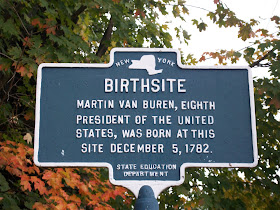 NEW YORK
BIRTHSITE
MARTIN VAN BUREN, EIGHTH
PRESIDENT OF THE UNITED
STATES, WAS BORN AT THIS
SITE DECEMBER 5, 1782.
STATE EDUCATION
DEPARTMENT